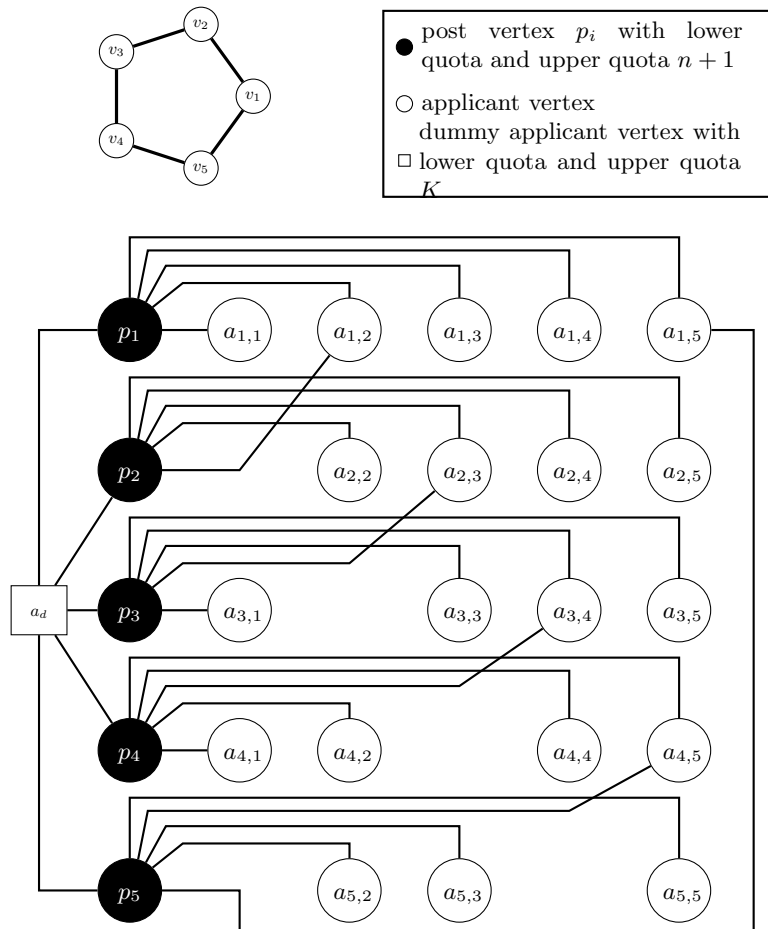 v₂
v₃
v₁
v₄
v₅
post vertex pᵢ with lower
quota and upper quota n + 1
applicant vertex
dummy applicant vertex with
lower quota and upper quota
K
p₁ a₁,₁ a₁,₂ a₁,₃ a₁,₄ a₁,₅
p₂ a₂,₂ a₂,₃ a₂,₄ a₂,₅
a_d p₃ a₃,₁ a₃,₃ a₃,₄ a₃,₅
p₄ a₄,₁ a₄,₂ a₄,₄ a₄,₅
p₅ a₅,₂ a₅,₃ a₅,₅